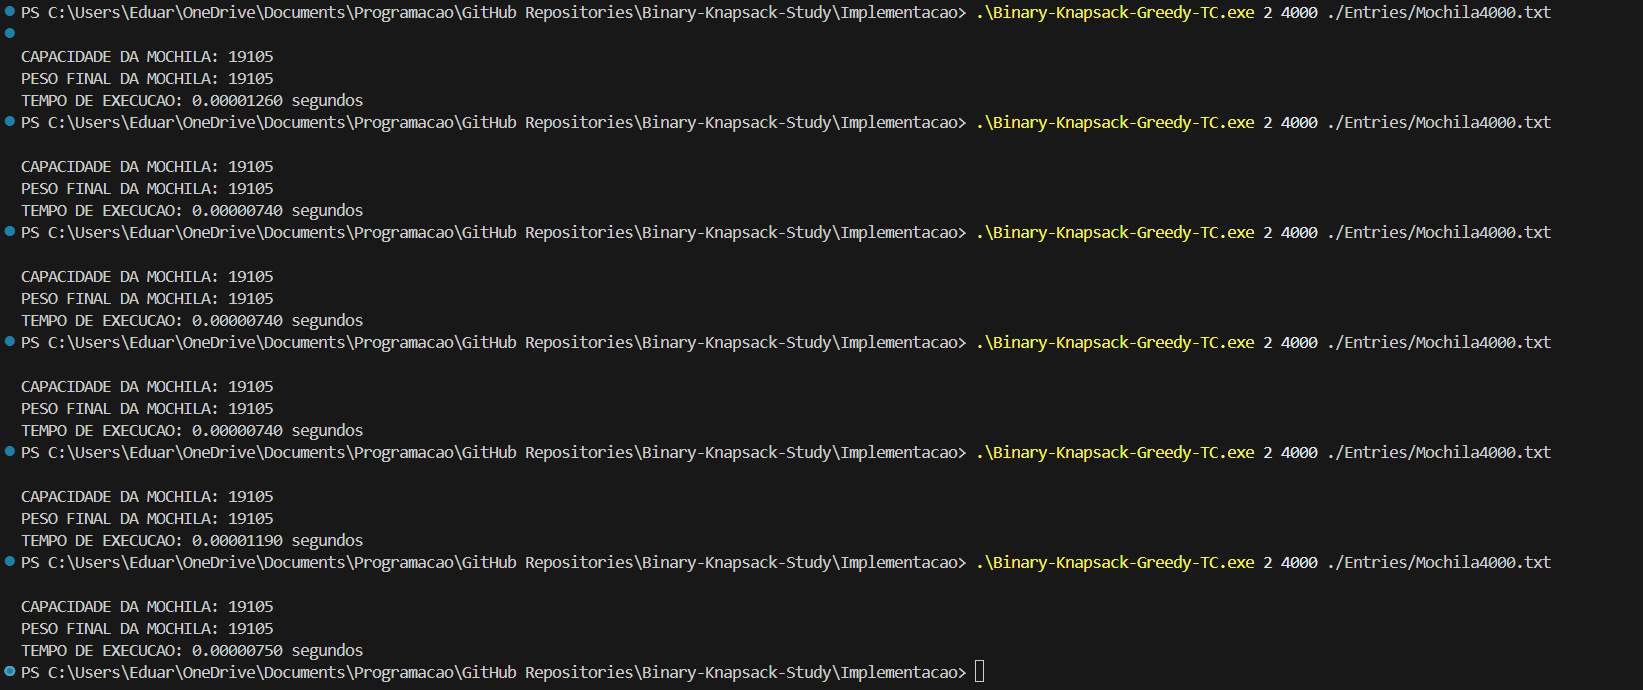 PS C:\Users\Eduar\OneDrive\Documents\Programacao\GitHub Repositories\Binary-Knapsack-Study\Implementacao> .\Binary-Knapsack-Greedy-TC.exe 2 4000 ./Entries/Mochila4000.txt
CAPACIDADE DA MOCHILA: 19105
PESO FINAL DA MOCHILA: 19105
TEMPO DE EXECUCAO: 0.00001260 segundos
PS C:\Users\Eduar\OneDrive\Documents\Programacao\GitHub Repositories\Binary-Knapsack-Study\Implementacao> .\Binary-Knapsack-Greedy-TC.exe 2 4000 ./Entries/Mochila4000.txt
CAPACIDADE DA MOCHILA: 19105
PESO FINAL DA MOCHILA: 19105
TEMPO DE EXECUCAO: 0.00000740 segundos
PS C:\Users\Eduar\OneDrive\Documents\Programacao\GitHub Repositories\Binary-Knapsack-Study\Implementacao> .\Binary-Knapsack-Greedy-TC.exe 2 4000 ./Entries/Mochila4000.txt
CAPACIDADE DA MOCHILA: 19105
PESO FINAL DA MOCHILA: 19105
TEMPO DE EXECUCAO: 0.00000740 segundos
PS C:\Users\Eduar\OneDrive\Documents\Programacao\GitHub Repositories\Binary-Knapsack-Study\Implementacao> .\Binary-Knapsack-Greedy-TC.exe 2 4000 ./Entries/Mochila4000.txt
CAPACIDADE DA MOCHILA: 19105
PESO FINAL DA MOCHILA: 19105
TEMPO DE EXECUCAO: 0.00000740 segundos
PS C:\Users\Eduar\OneDrive\Documents\Programacao\GitHub Repositories\Binary-Knapsack-Study\Implementacao> .\Binary-Knapsack-Greedy-TC.exe 2 4000 ./Entries/Mochila4000.txt
CAPACIDADE DA MOCHILA: 19105
PESO FINAL DA MOCHILA: 19105
TEMPO DE EXECUCAO: 0.00001190 segundos
PS C:\Users\Eduar\OneDrive\Documents\Programacao\GitHub Repositories\Binary-Knapsack-Study\Implementacao> .\Binary-Knapsack-Greedy-TC.exe 2 4000 ./Entries/Mochila4000.txt
CAPACIDADE DA MOCHILA: 19105
PESO FINAL DA MOCHILA: 19105
TEMPO DE EXECUCAO: 0.00000750 segundos
PS C:\Users\Eduar\OneDrive\Documents\Programacao\GitHub Repositories\Binary-Knapsack-Study\Implementacao>